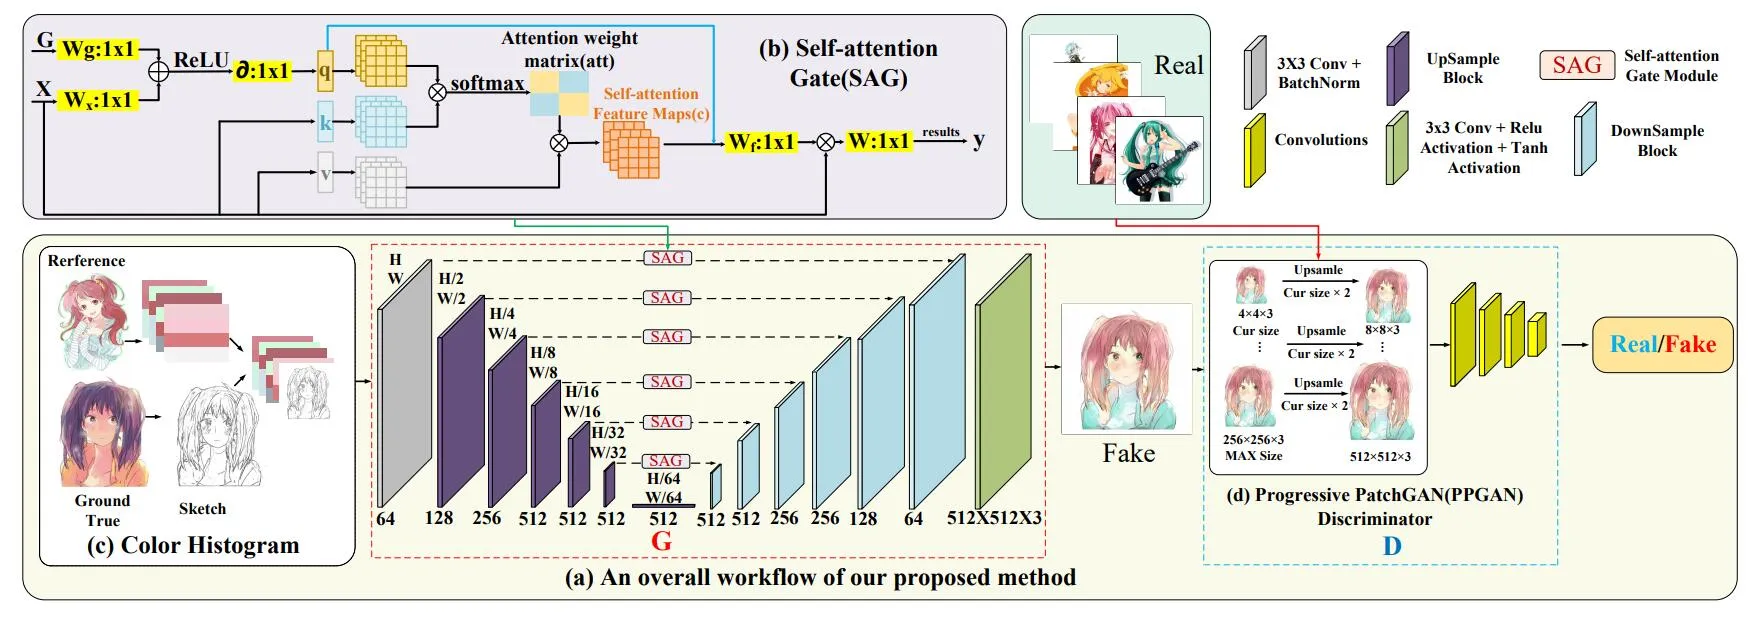 G
Wg:1x1
ReLU
∂:1x1
X
Wx:1x1
q
k
v
softmax
Attention weight
matrix(att)
Self-attention
Feature Maps(c)
Wf:1x1
W:1x1
results
y
(b) Self-attention
Gate(SAG)
Real
3X3 Conv +
BatchNorm
UpSample
Block
SAG
Self-attention
Gate Module
Convolutions
3x3 Conv + Relu
Activation + Tanh
Activation
DownSample
Block
Rerference
Ground
True
Sketch
(c) Color Histogram
H
W
H/2
W/2
H/4
W/4
H/8
W/8
H/16
W/16
H/32
W/32
H/64
W/64
SAG
SAG
SAG
SAG
SAG
SAG
64
128
256
512
512
512
512
512
512
256
256
128
64
512X512X3
G
Fake
4×4×3
Cur size
⋮
Upsamle
Cur size × 2
8×8×3
⋮
Upsamle
Cur size × 2
Upsamle
Cur size × 2
256×256×3
MAX Size
512×512×3
(d) Progressive PatchGAN(PPGAN)
Discriminator
D
Real/Fake
(a) An overall workflow of our proposed method